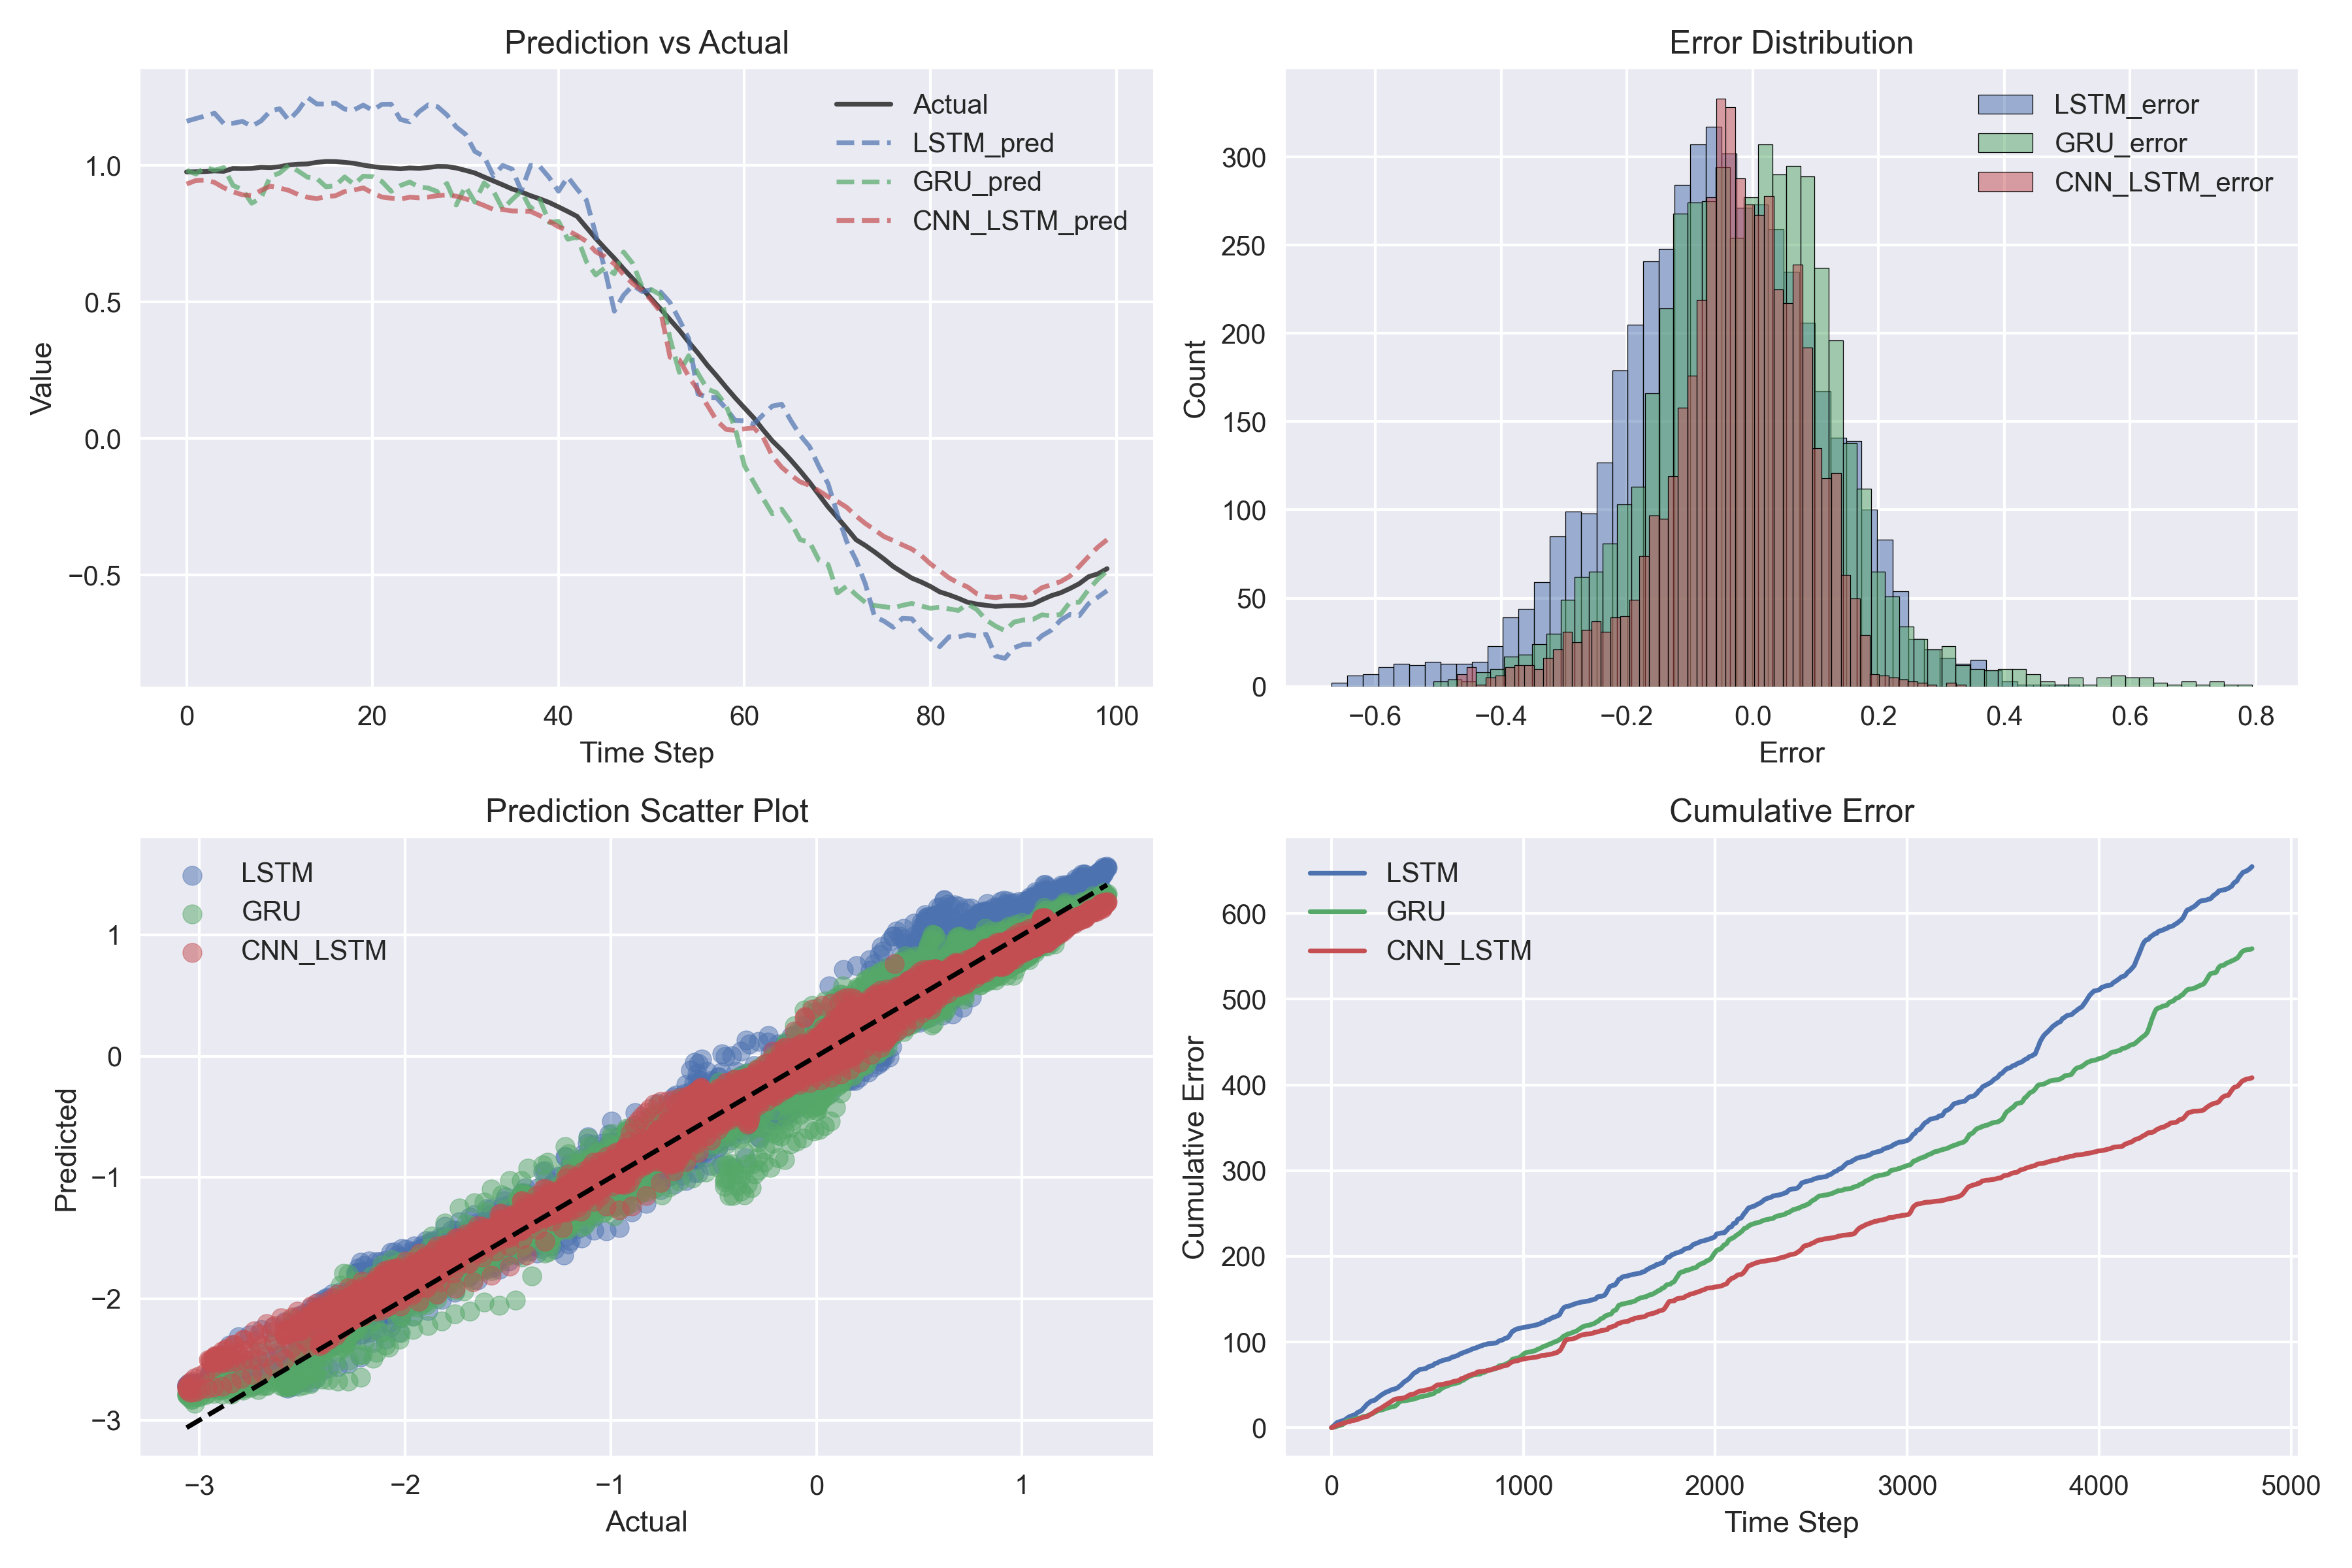 Prediction vs Actual
Value
1.0
0.5
0.0
−0.5
0 20 40 60 80 100
Time Step
Actual
LSTM_pred
GRU_pred
CNN_LSTM_pred
Error Distribution
Count
300
250
200
150
100
50
0
−0.6 −0.4 −0.2 0.0 0.2 0.4 0.6 0.8
Error
LSTM_error
GRU_error
CNN_LSTM_error
Prediction Scatter Plot
Predicted
1
0
−1
−2
−3
−3 −2 −1 0 1
Actual
LSTM
GRU
CNN_LSTM
Cumulative Error
Cumulative Error
600
500
400
300
200
100
0
0 1000 2000 3000 4000 5000
Time Step
LSTM
GRU
CNN_LSTM